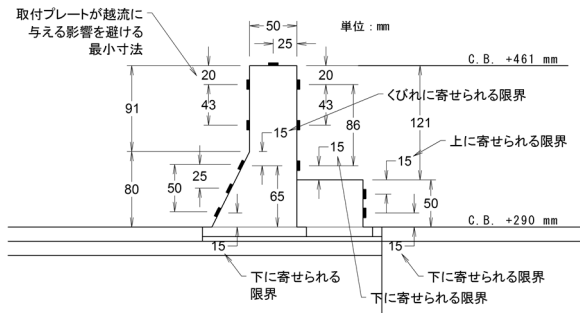 取付プレートが越流に
与える影響を避ける
最小寸法
50
25
単位：mm
C.B. +461 mm
20
20
43
43
91
くびれに寄せられる限界
15
86
121
15
上に寄せられる限界
15
80
25
50
65
50
C.B. +290 mm
15
15
下に寄せられる
限界
下に寄せられる限界
下に寄せられる限界